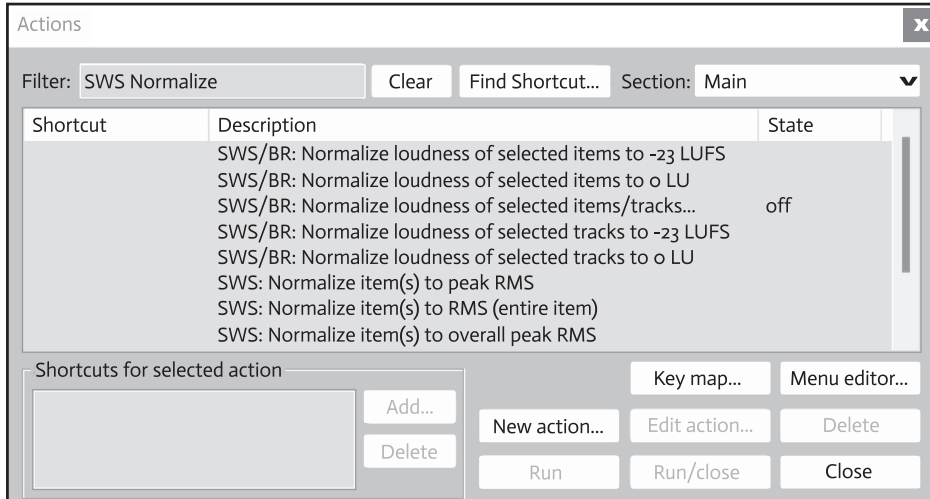 Actions
x
Filter: SWS Normalize Clear Find Shortcut... Section: Main
Shortcut Description State
SWS/BR: Normalize loudness of selected items to -23 LUFS
SWS/BR: Normalize loudness of selected items to 0 LU
SWS/BR: Normalize loudness of selected items/tracks... off
SWS/BR: Normalize loudness of selected tracks to -23 LUFS
SWS/BR: Normalize loudness of selected tracks to 0 LU
SWS: Normalize item(s) to peak RMS
SWS: Normalize item(s) to RMS (entire item)
SWS: Normalize item(s) to overall peak RMS
Shortcuts for selected action
Add...
Delete
Key map... Menu editor...
New action... Edit action... Delete
Run Run/close Close